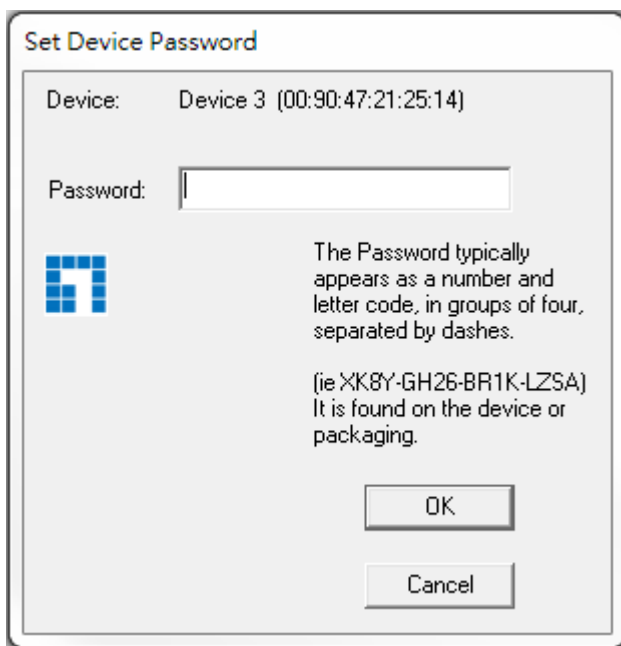 Set Device Password
Device: Device 3 (00:90:47:21:25:14)
Password:
The Password typically
appears as a number and
letter code, in groups of four,
separated by dashes.
(ie XK8Y-GH26-BR1K-LZSA)
It is found on the device or
packaging.
OK
Cancel